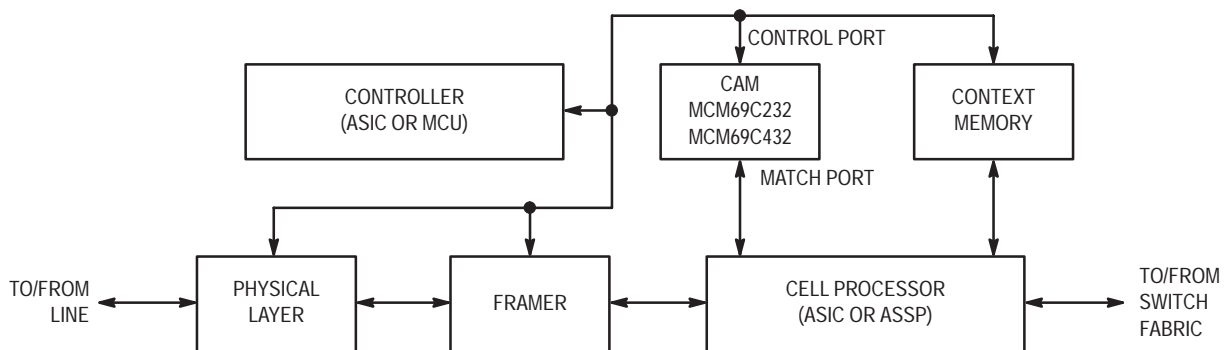 CONTROL PORT
CONTROLLER
(ASIC OR MCU)
CAM
MCM69C232
MCM69C432
CONTEXT
MEMORY
MATCH PORT
TO/FROM
LINE
PHYSICAL
LAYER
FRAMER
CELL PROCESSOR
(ASIC OR ASSP)
TO/FROM
SWITCH
FABRIC